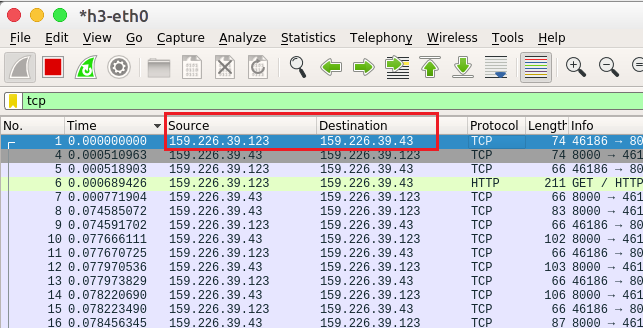 *h3-eth0
File Edit View Go Capture Analyze Statistics Telephony Wireless Tools Help
tcp
No. Time Source Destination Protocol Length Info
1 0.000000000 159.226.39.123 159.226.39.43 TCP 74 46186 → 80
4 0.000510963 159.226.39.43 159.226.39.123 TCP 74 8000 → 461
5 0.000518903 159.226.39.123 159.226.39.43 TCP 66 46186 → 80
6 0.000689426 159.226.39.123 159.226.39.43 HTTP 211 GET / HTTP
7 0.000771904 159.226.39.43 159.226.39.123 TCP 66 8000 → 461
8 0.074585072 159.226.39.43 159.226.39.123 TCP 83 8000 → 461
9 0.074591702 159.226.39.123 159.226.39.43 TCP 66 46186 → 80
10 0.077666111 159.226.39.43 159.226.39.123 TCP 102 8000 → 461
11 0.077670725 159.226.39.123 159.226.39.43 TCP 66 46186 → 80
12 0.077970536 159.226.39.43 159.226.39.123 TCP 103 8000 → 461
13 0.077973829 159.226.39.123 159.226.39.43 TCP 66 46186 → 80
14 0.078220690 159.226.39.43 159.226.39.123 TCP 106 8000 → 461
15 0.078223490 159.226.39.123 159.226.39.43 TCP 66 46186 → 80
16 0.078456345 159.226.39.43 159.226.39.123 TCP 87 8000 → 461